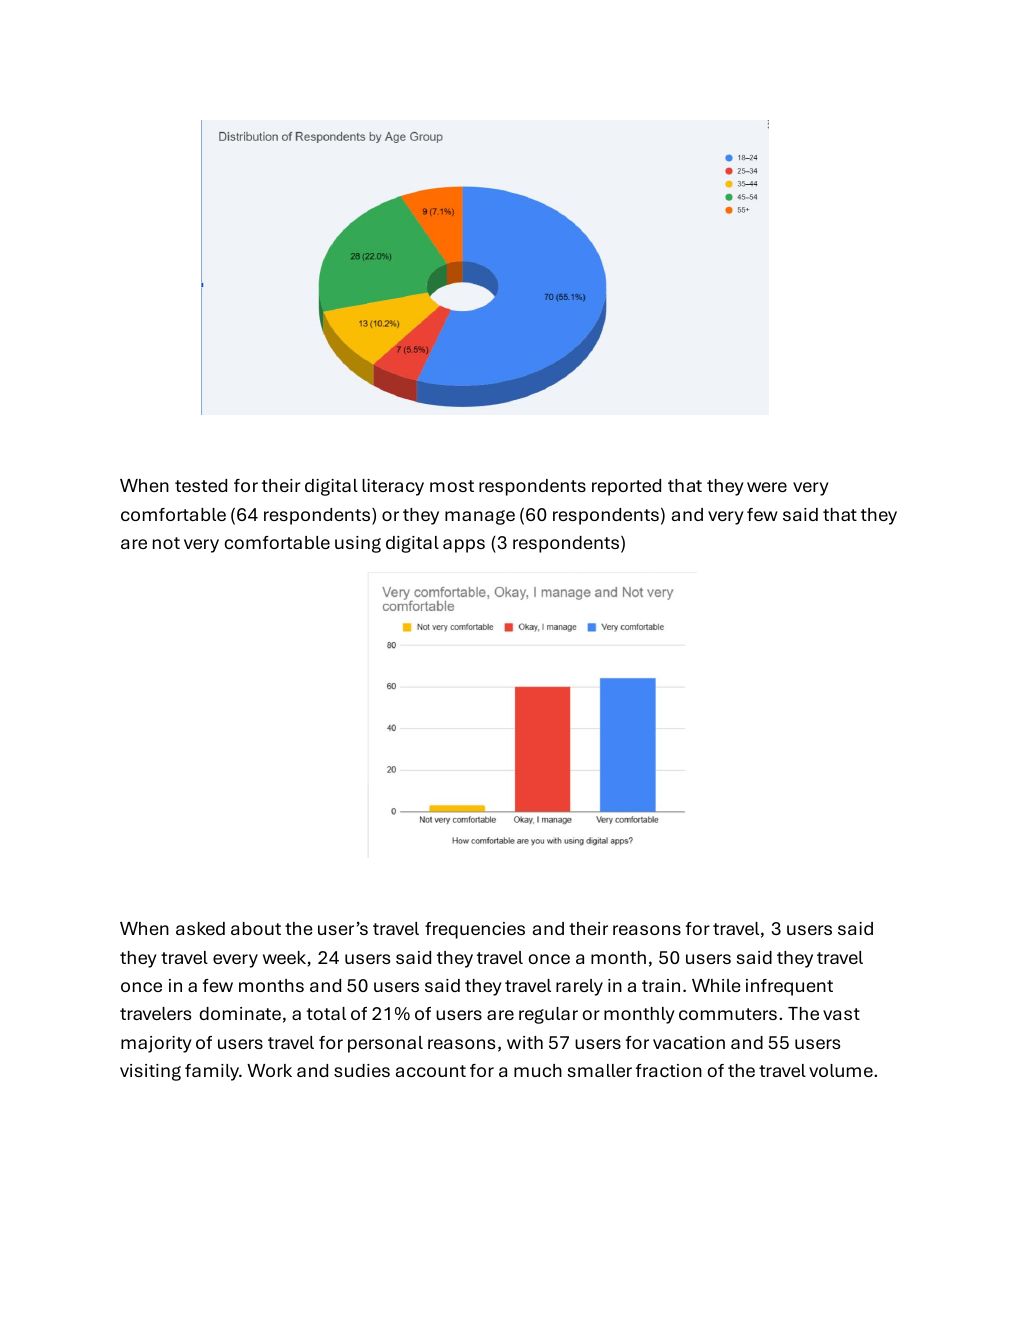 Distribution of Respondents by Age Group
18–24
25–34
35–44
45–54
55+
9 (7.1%)
28 (22.0%)
70 (55.1%)
13 (10.2%)
7 (5.5%)
When tested for their digital literacy most respondents reported that they were very
comfortable (64 respondents) or they manage (60 respondents) and very few said that they
are not very comfortable using digital apps (3 respondents)
Very comfortable, Okay, I manage and Not very
comfortable
Not very comfortable Okay, I manage Very comfortable
80
60
40
20
0
Not very comfortable Okay, I manage Very comfortable
How comfortable are you with using digital apps?
When asked about the user’s travel frequencies and their reasons for travel, 3 users said
they travel every week, 24 users said they travel once a month, 50 users said they travel
once in a few months and 50 users said they travel rarely in a train. While infrequent
travelers dominate, a total of 21% of users are regular or monthly commuters. The vast
majority of users travel for personal reasons, with 57 users for vacation and 55 users
visiting family. Work and sudies account for a much smaller fraction of the travel volume.